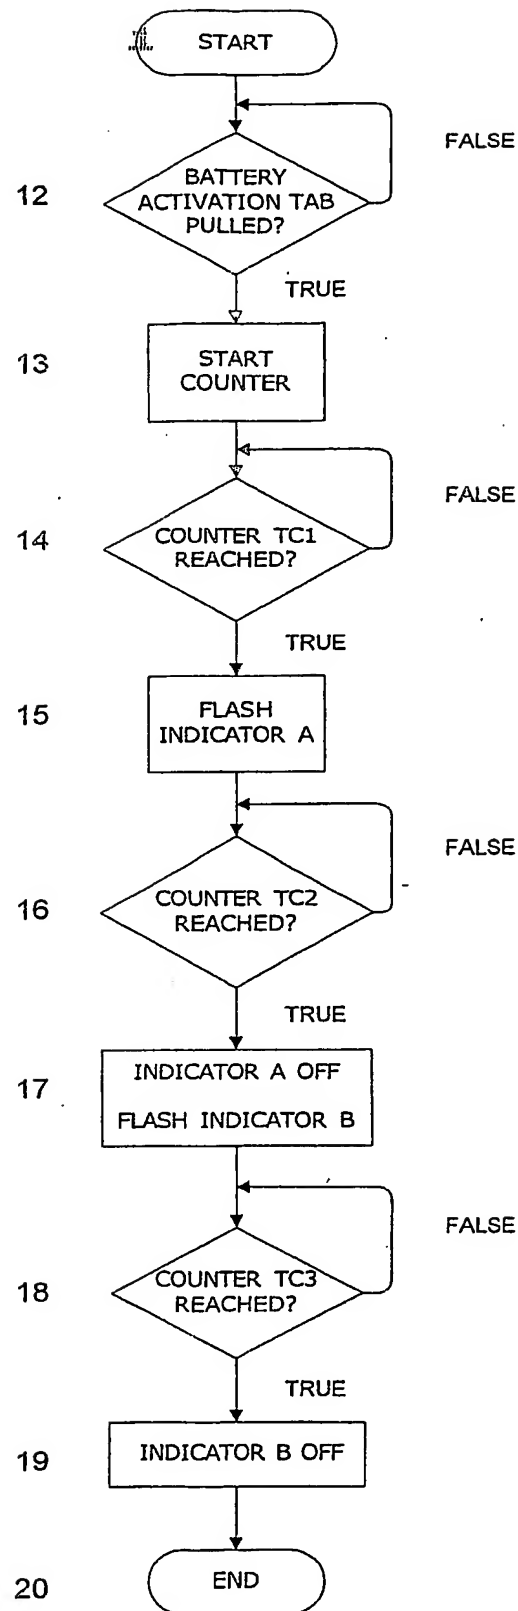 START
FALSE
12
BATTERY
ACTIVATION TAB
PULLED?
TRUE
13
START
COUNTER
FALSE
14
COUNTER TC1
REACHED?
TRUE
15
FLASH
INDICATOR A
FALSE
16
COUNTER TC2
REACHED?
TRUE
17
INDICATOR A OFF
FLASH INDICATOR B
FALSE
18
COUNTER TC3
REACHED?
TRUE
19
INDICATOR B OFF
20
END